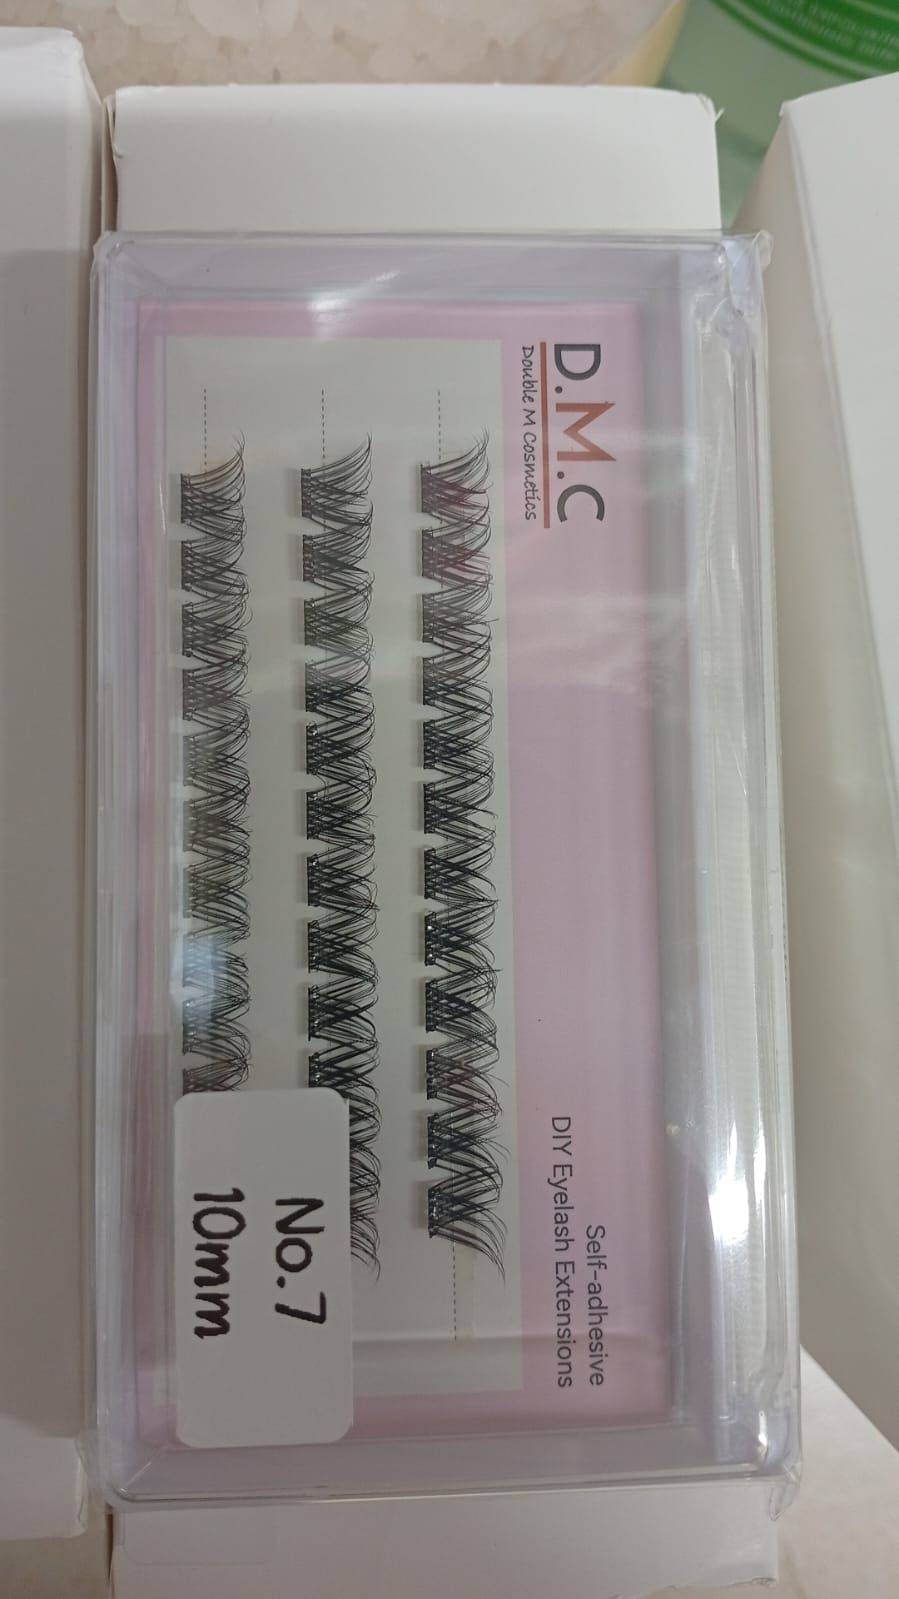 D.M.C
Double M Cosmetics
Self-adhesive
DIY Eyelash Extensions
No.7
10mm